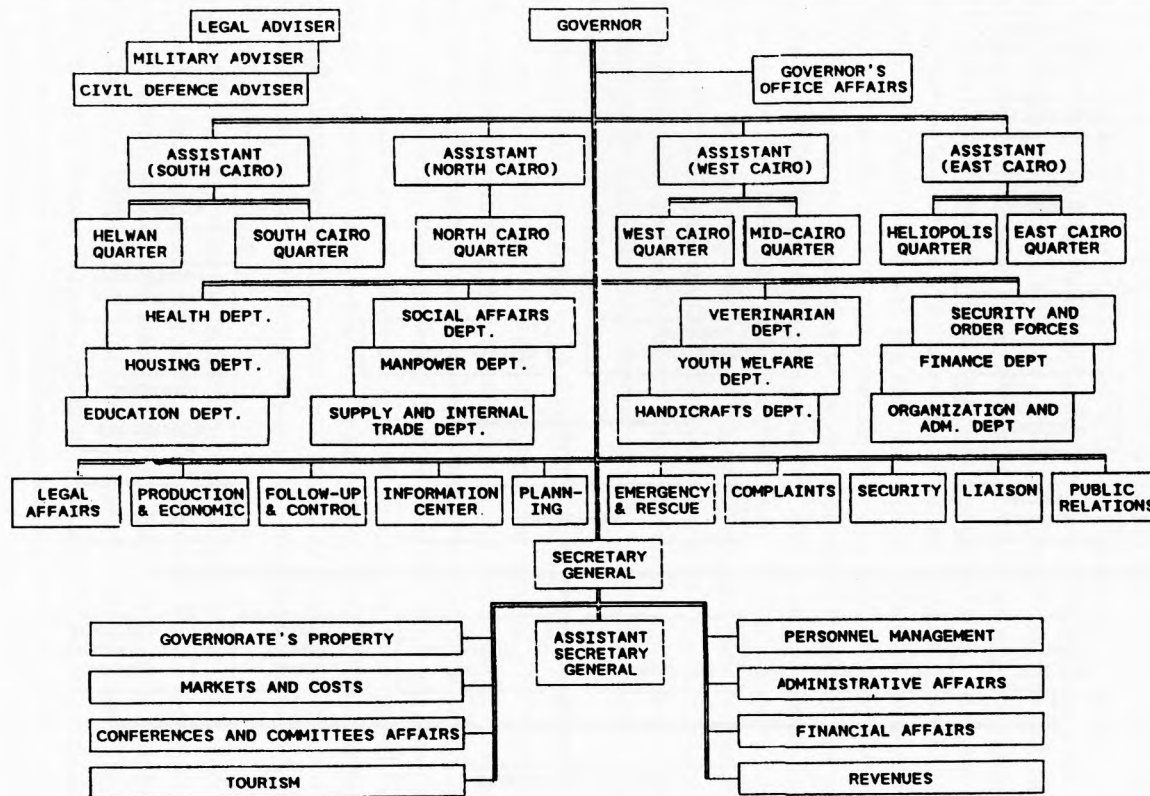 LEGAL ADVISER
MILITARY ADVISER
CIVIL DEFENCE ADVISER
GOVERNOR
GOVERNOR'S
OFFICE AFFAIRS
ASSISTANT
(SOUTH CAIRO)
ASSISTANT
(NORTH CAIRO)
ASSISTANT
(WEST CAIRO)
ASSISTANT
(EAST CAIRO)
HELWAN
QUARTER
SOUTH CAIRO
QUARTER
NORTH CAIRO
QUARTER
WEST CAIRO
QUARTER
MID-CAIRO
QUARTER
HELIOPOLIS
QUARTER
EAST CAIRO
QUARTER
HEALTH DEPT.
HOUSING DEPT.
EDUCATION DEPT.
SOCIAL AFFAIRS
DEPT.
MANPOWER DEPT.
SUPPLY AND INTERNAL
TRADE DEPT.
VETERINARIAN
DEPT.
YOUTH WELFARE
DEPT.
HANDICRAFTS DEPT.
SECURITY AND
ORDER FORCES
FINANCE DEPT
ORGANIZATION AND
ADM. DEPT
LEGAL
AFFAIRS
PRODUCTION
& ECONOMIC
FOLLOW-UP
& CONTROL
INFORMATION
CENTER
PLANN-
ING
EMERGENCY
& RESCUE
COMPLAINTS
SECURITY
LIAISON
PUBLIC
RELATIONS
SECRETARY
GENERAL
ASSISTANT
SECRETARY
GENERAL
GOVERNORATE'S PROPERTY
MARKETS AND COSTS
CONFERENCES AND COMMITTEES AFFAIRS
TOURISM
PERSONNEL MANAGEMENT
ADMINISTRATIVE AFFAIRS
FINANCIAL AFFAIRS
REVENUES